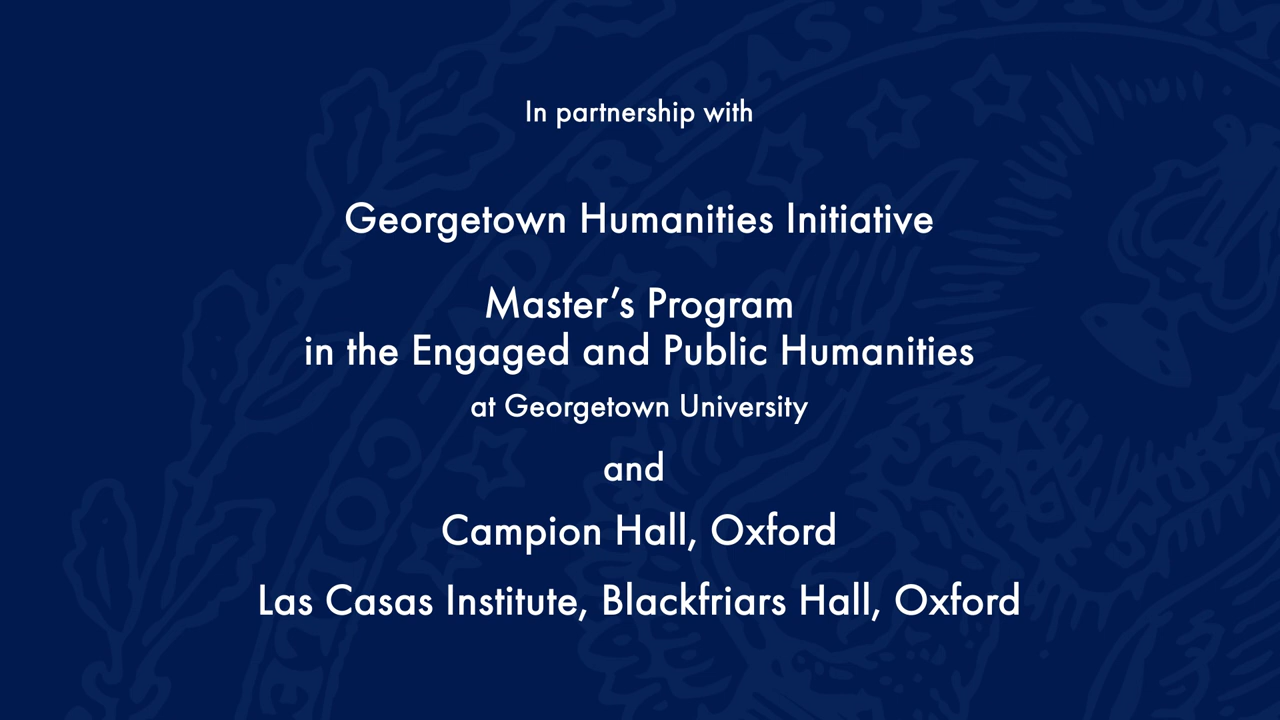 In partnership with
Georgetown Humanities Initiative
Master’s Program
in the Engaged and Public Humanities
at Georgetown University
and
Campion Hall, Oxford
Las Casas Institute, Blackfriars Hall, Oxford